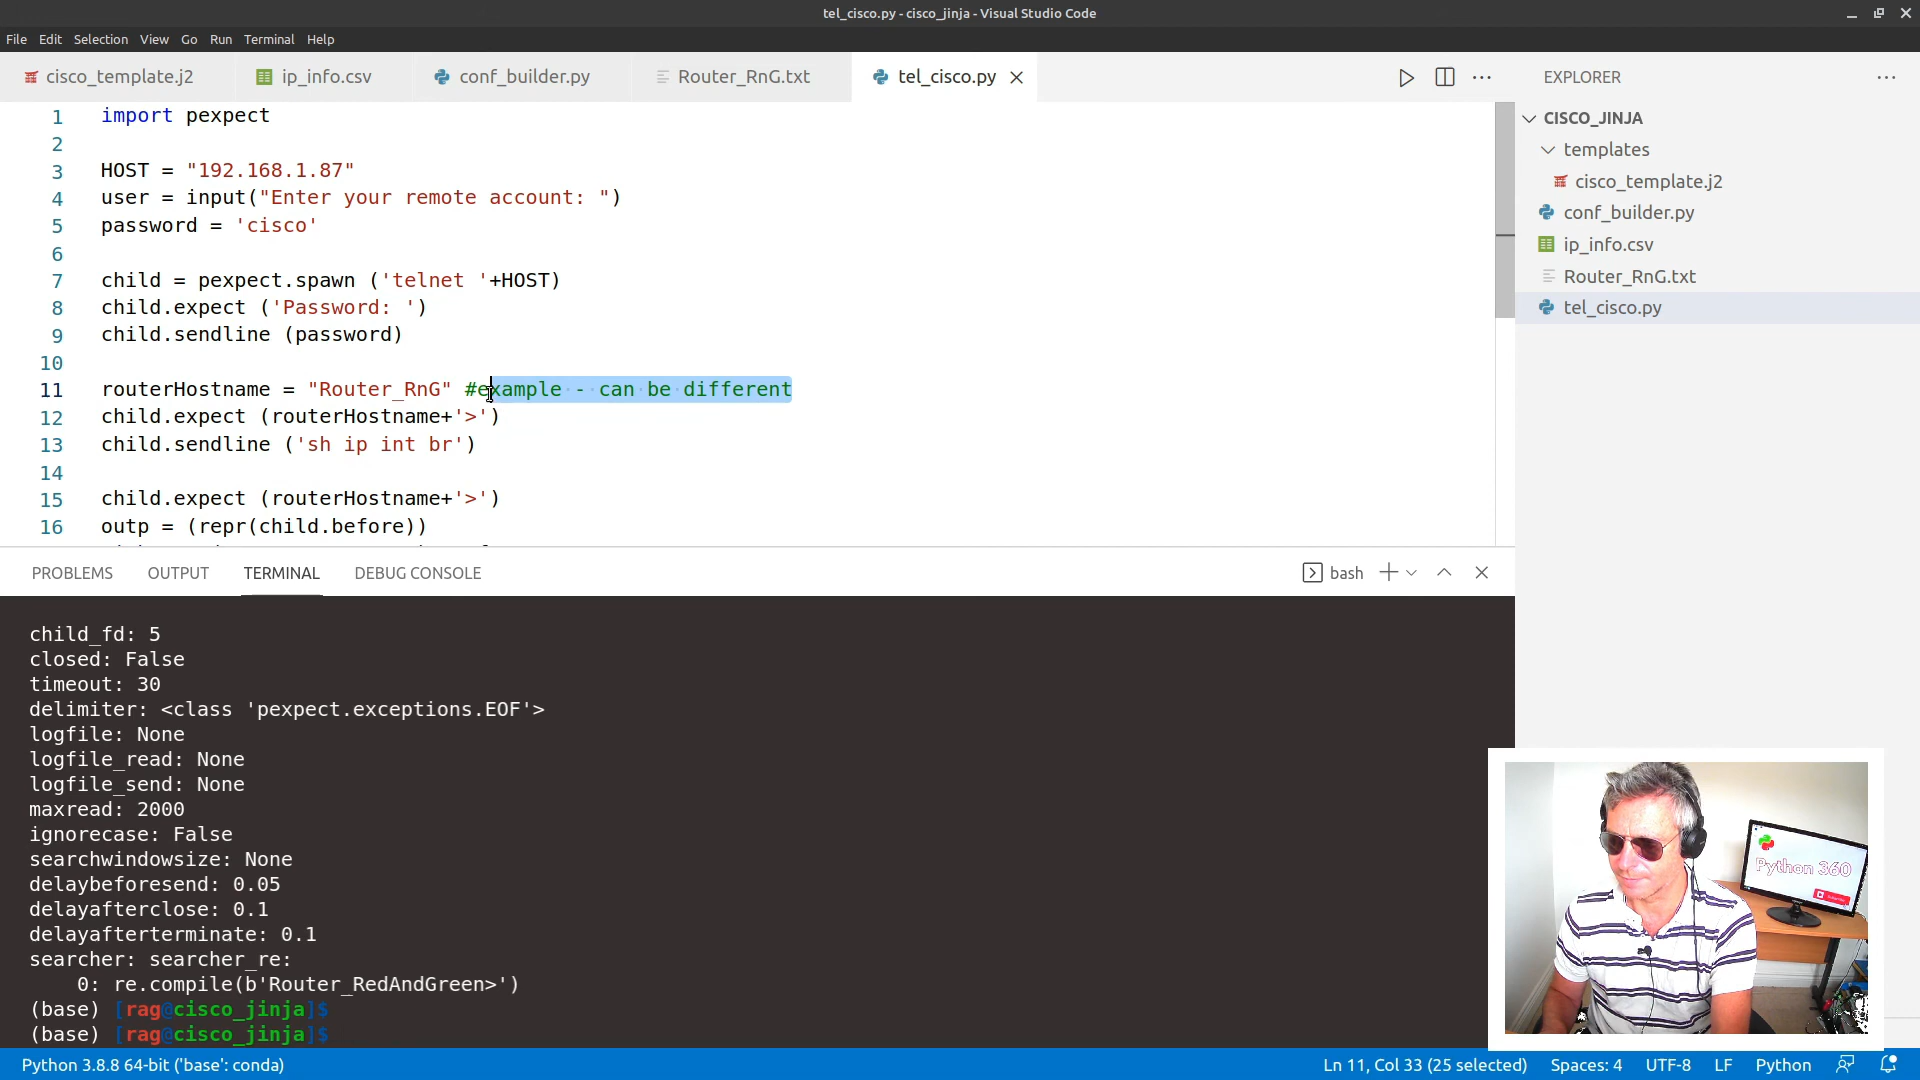 tel_cisco.py - cisco_jinja - Visual Studio Code
File Edit Selection View Go Run Terminal Help
cisco_template.j2 ip_info.csv conf_builder.py Router_RnG.txt tel_cisco.py
EXPLORER
1 import pexpect
2
3 HOST = "192.168.1.87"
4 user = input("Enter your remote account: ")
5 password = 'cisco'
6
7 child = pexpect.spawn ('telnet '+HOST)
8 child.expect ('Password: ')
9 child.sendline (password)
10
11 routerHostname = "Router_RnG" #example - can be different
12 child.expect (routerHostname+'>')
13 child.sendline ('sh ip int br')
14
15 child.expect (routerHostname+'>')
16 outp = (repr(child.before))
CISCO_JINJA
templates
cisco_template.j2
conf_builder.py
ip_info.csv
Router_RnG.txt
tel_cisco.py
PROBLEMS OUTPUT TERMINAL DEBUG CONSOLE
bash
child_fd: 5
closed: False
timeout: 30
delimiter: <class 'pexpect.exceptions.EOF'>
logfile: None
logfile_read: None
logfile_send: None
maxread: 2000
ignorecase: False
searchwindowsize: None
delaybeforesend: 0.05
delayafterclose: 0.1
delayafterterminate: 0.1
searcher: searcher_re:
0: re.compile(b'Router_RedAndGreen>')
(base) [rag@cisco_jinja]$
(base) [rag@cisco_jinja]$
Python 360
Python 3.8.8 64-bit ('base': conda)
Ln 11, Col 33 (25 selected) Spaces: 4 UTF-8 LF Python